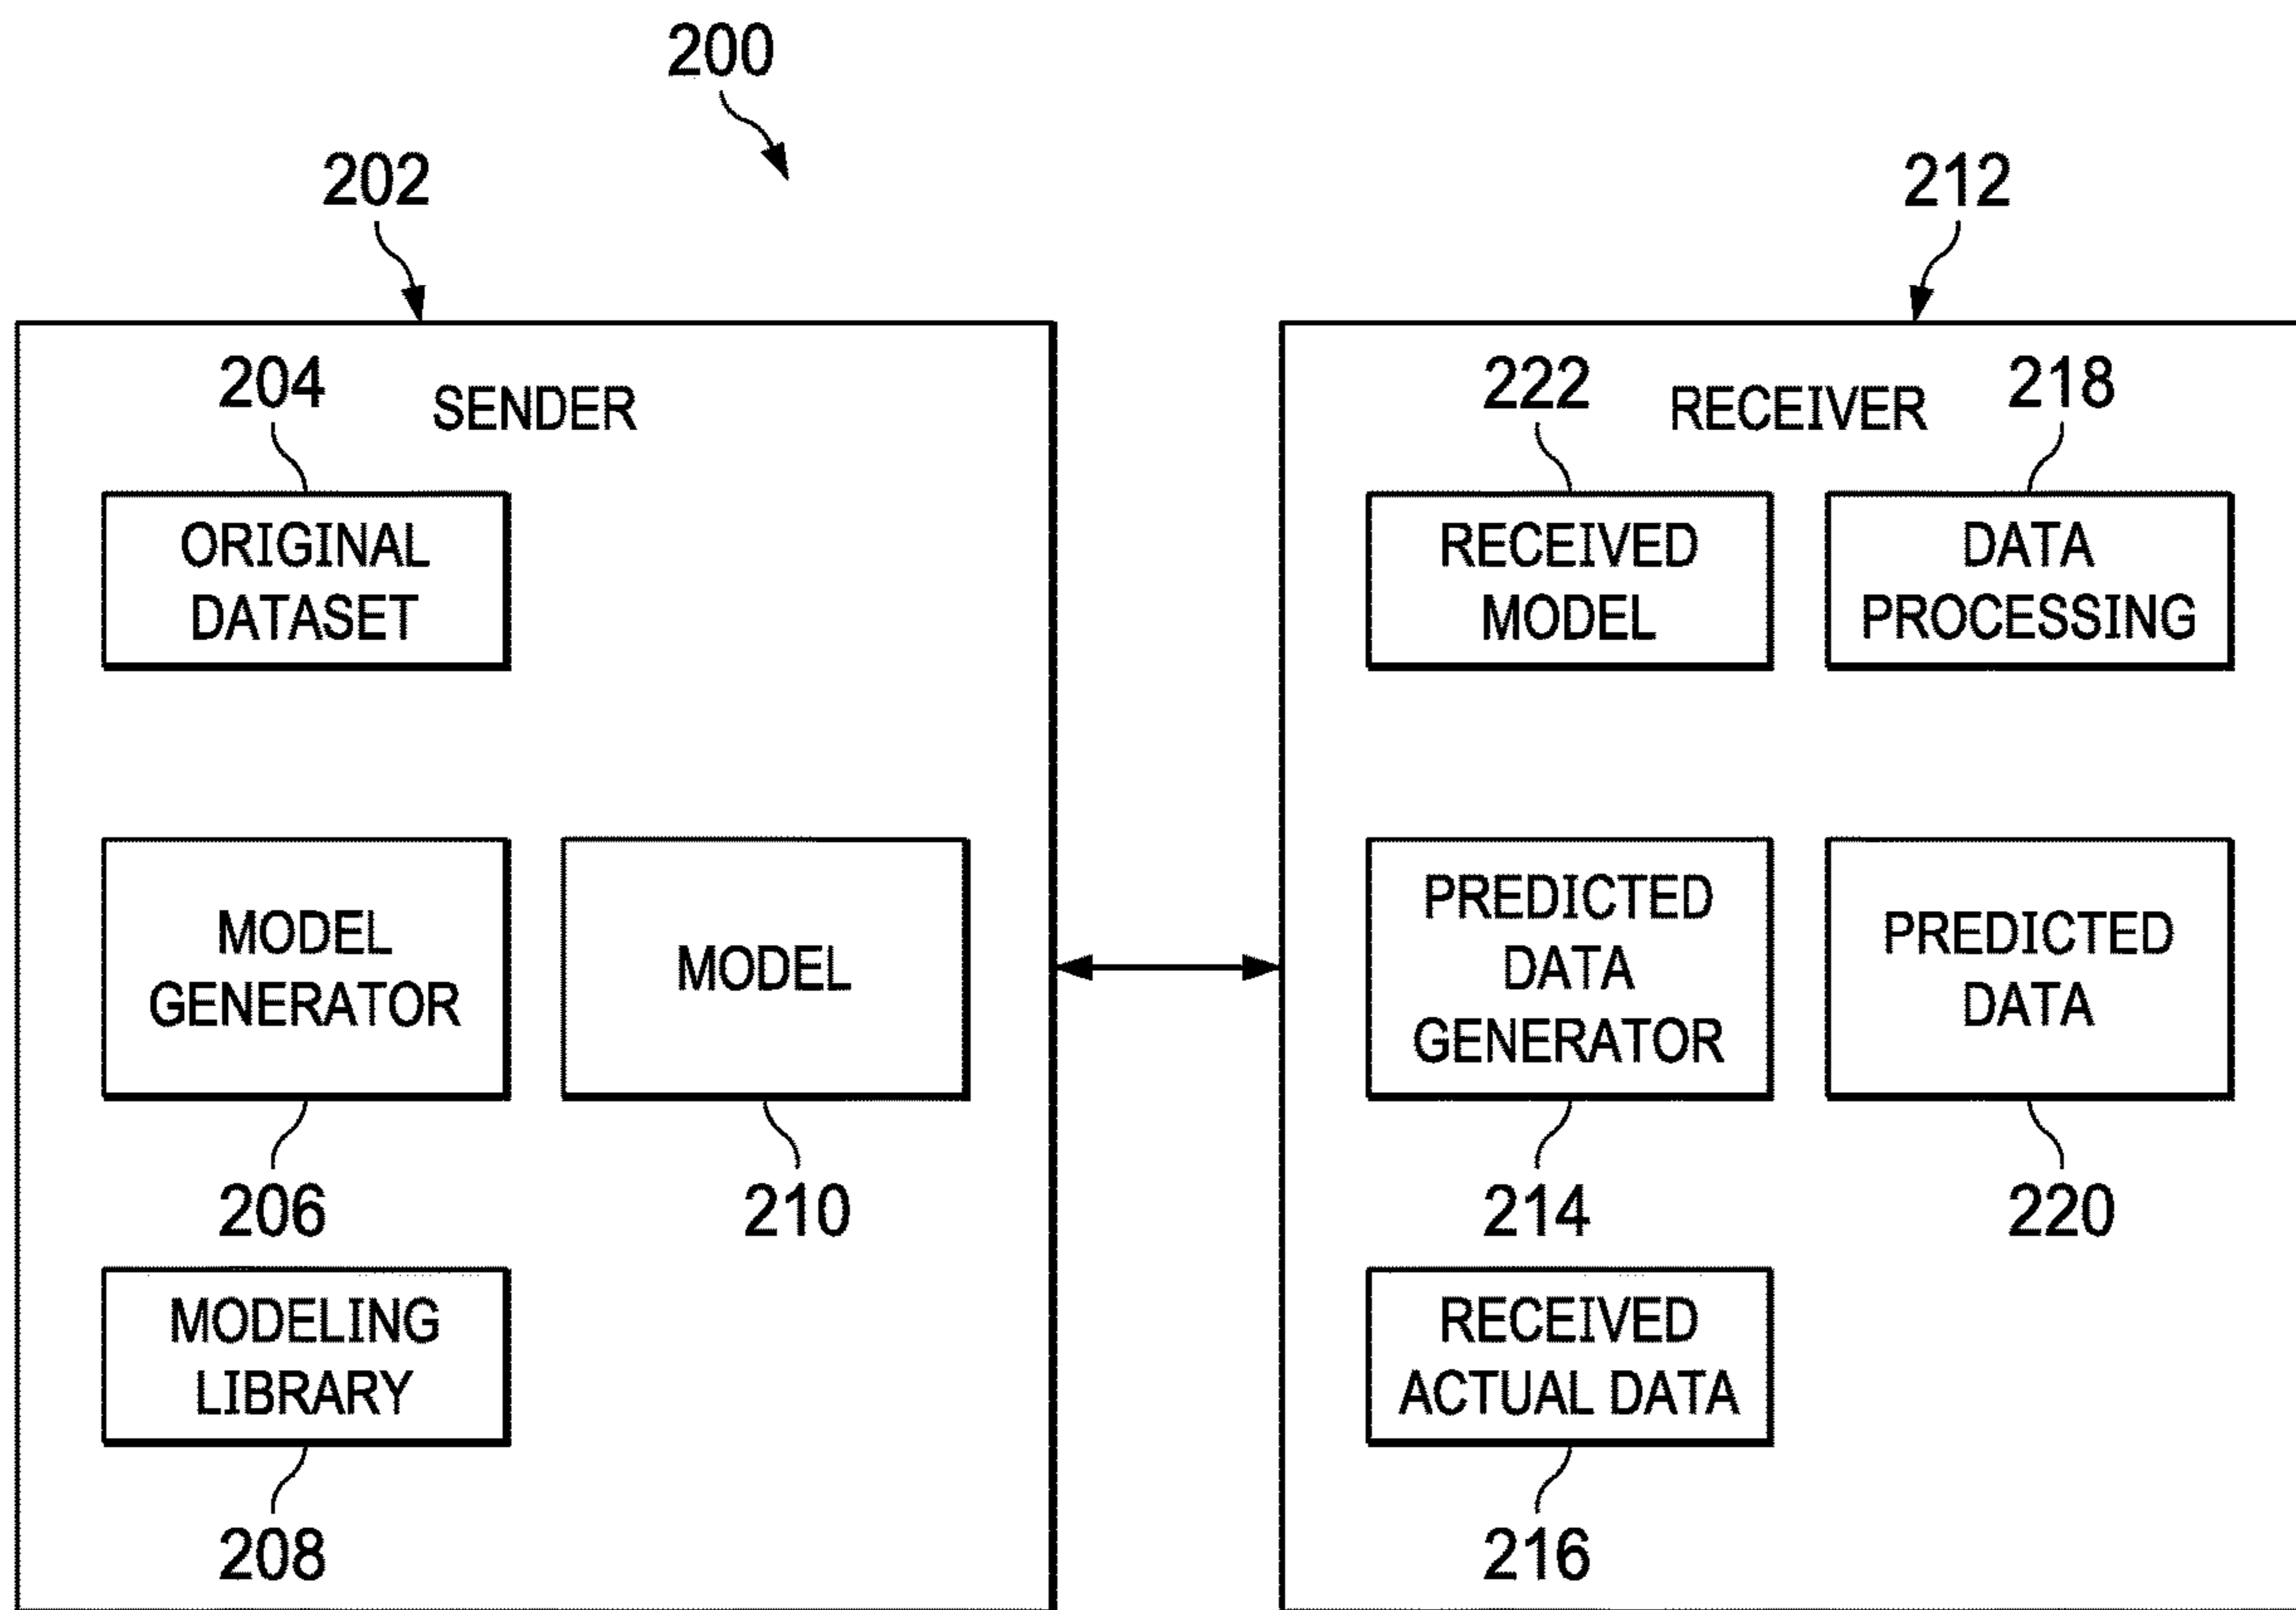 200
202
212
204
SENDER
222
RECEIVER
218
ORIGINAL
DATASET
RECEIVED
MODEL
DATA
PROCESSING
MODEL
GENERATOR
MODEL
PREDICTED
DATA
GENERATOR
PREDICTED
DATA
206
210
214
220
MODELING
LIBRARY
RECEIVED
ACTUAL DATA
208
216